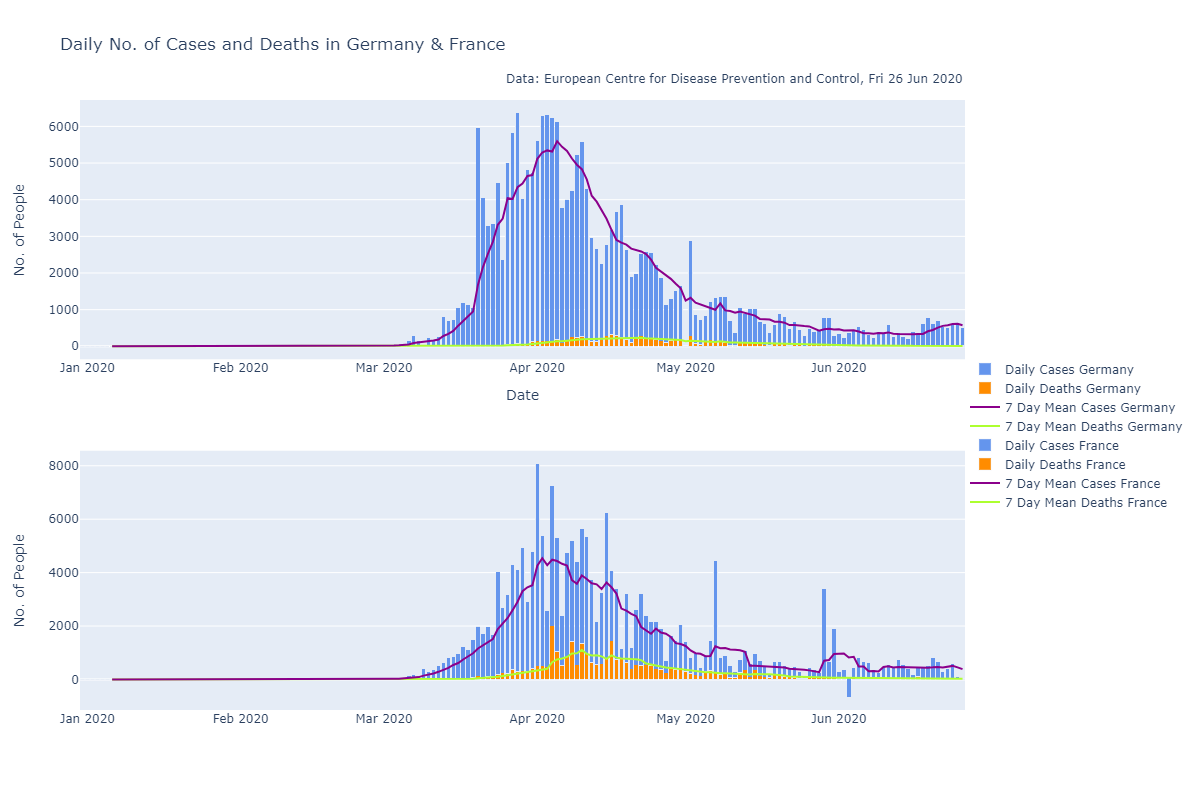 Daily No. of Cases and Deaths in Germany & France
Data: European Centre for Disease Prevention and Control, Fri 26 Jun 2020
No. of People
6000
5000
4000
3000
2000
1000
0
Jan 2020 Feb 2020 Mar 2020 Apr 2020 May 2020 Jun 2020
Date
Daily Cases Germany
Daily Deaths Germany
7 Day Mean Cases Germany
7 Day Mean Deaths Germany
Daily Cases France
Daily Deaths France
7 Day Mean Cases France
7 Day Mean Deaths France
No. of People
8000
6000
4000
2000
0
Jan 2020 Feb 2020 Mar 2020 Apr 2020 May 2020 Jun 2020